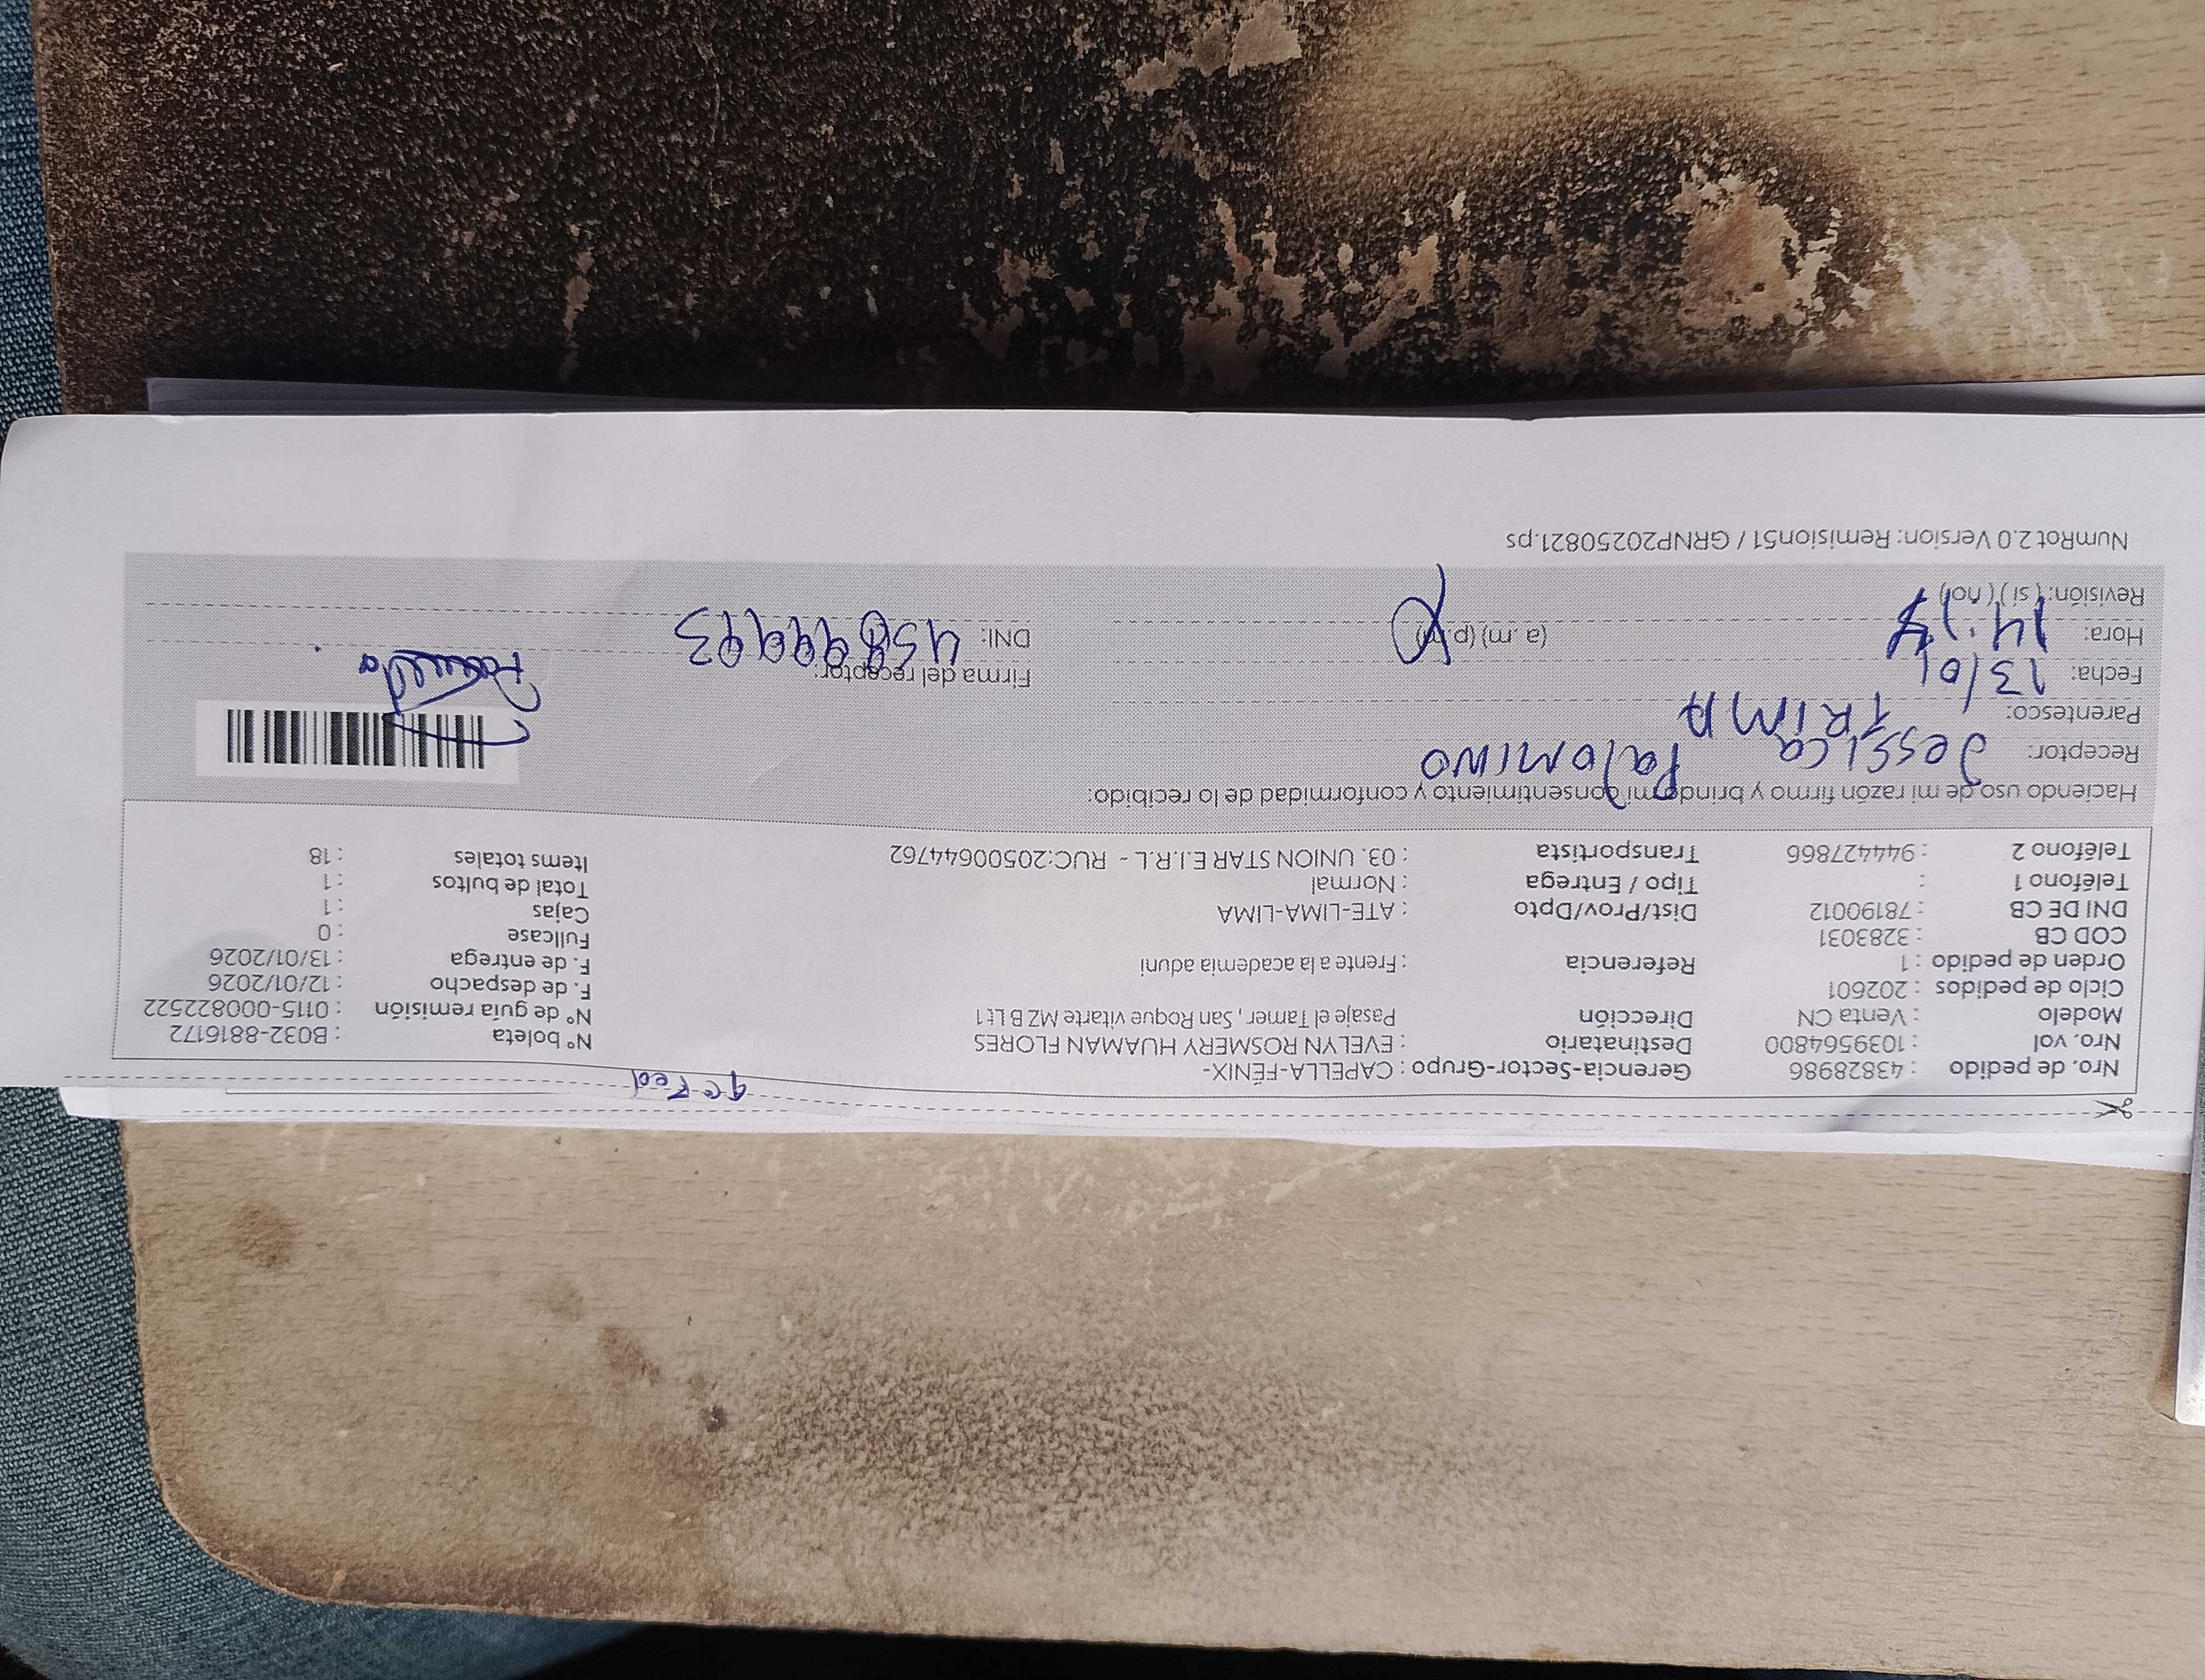 qc Fed
Nro. de pedido : 43828986 Gerencia-Sector-Grupo : CAPELLA-FÉNIX-
Nro. vol : 1039564800 Destinatario : EVELYN ROSMERY HUAMAN FLORES N° boleta : B032-8816172
Modelo : Venta CN Dirección Pasaje el Tamer, San Roque vitarte MZ B Lt 1 N° de guía remisión : 0115-000822522
Ciclo de pedidos : 202601 F. de despacho : 12/01/2026
Orden de pedido : 1 Referencia : Frente a la academia aduni F. de entrega : 13/01/2026
COD CB : 3283031 Fullcase : 0
DNI DE CB : 78190012 Dist/Prov/Dpto : ATE-LIMA-LIMA Cajas : 1
Teléfono 1 : Tipo / Entrega : Normal Total de bultos : 1
Teléfono 2 : 944427866 Transportista : 03. UNION STAR E.I.R.L - RUC:20500644762 Items totales : 18
Haciendo uso de mi razón firmo y brindo mi consentimiento y conformidad de lo recibido:
Receptor: Jessica Palomino
Parentesco: TRIMA
Fecha: 13/01 Firma del receptor:
Hora: 14:17 (a. m) (p.m) DNI: 45899993
Revisión: ( si ) ( no)
NumRot 2.0 Version: Remision51 / GRNP20250821.ps